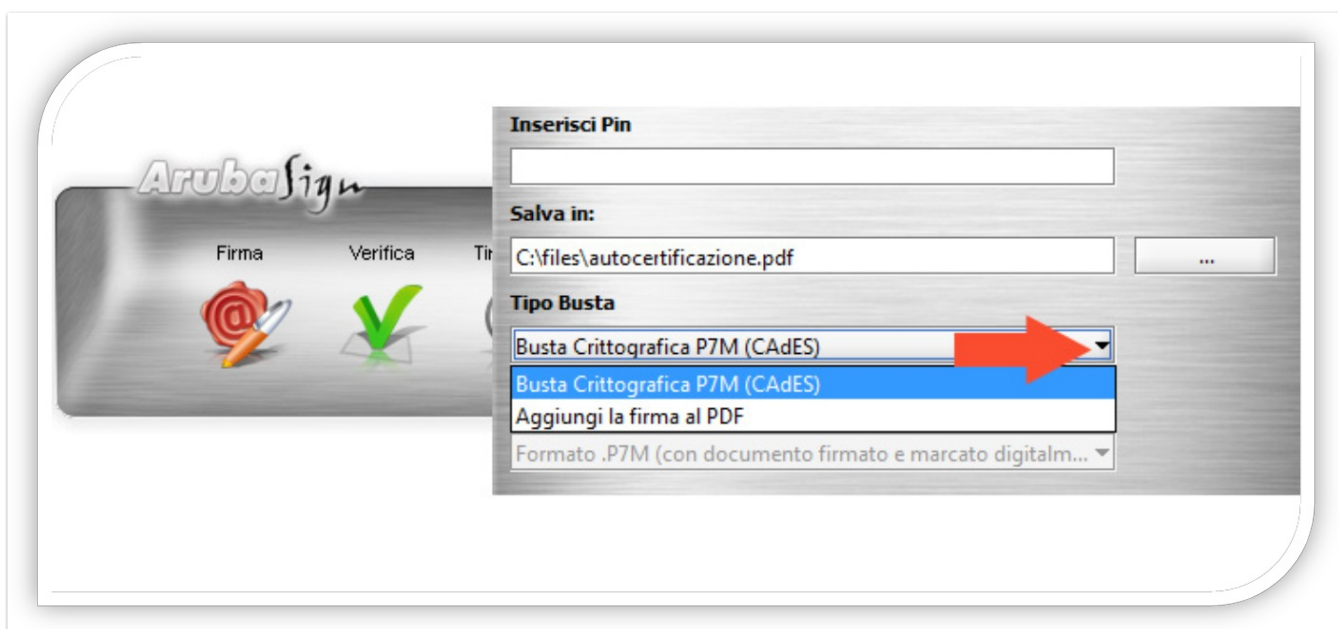 ArubaSign
Firma
Verifica
Inserisci Pin
Salva in:
C:\files\autocertificazione.pdf
...
Tipo Busta
Busta Crittografica P7M (CAdES)
Busta Crittografica P7M (CAdES)
Aggiungi la firma al PDF
Formato .P7M (con documento firmato e marcato digitalm...